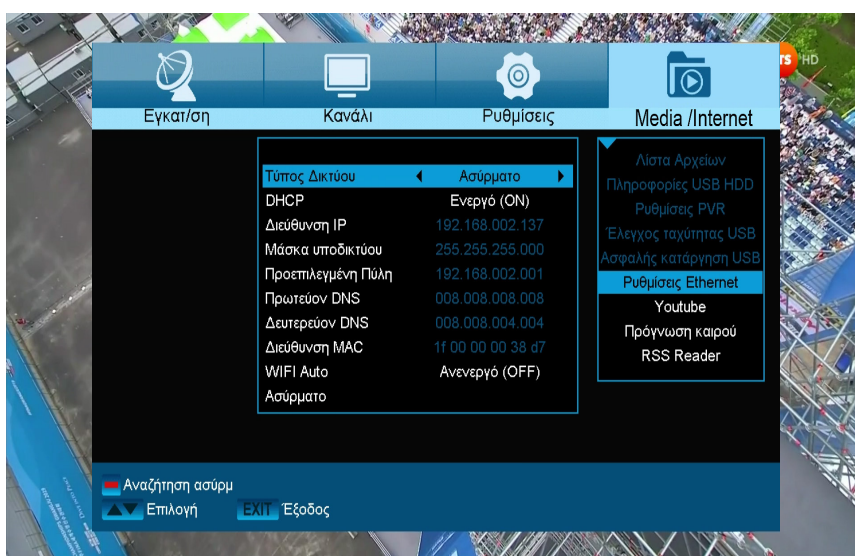 Εγκατ/ση
Κανάλι
Ρυθμίσεις
Media /Internet
HD
Τύπος Δικτύου Ασύρματο
DHCP Ενεργό (ON)
Διεύθυνση IP 192.168.002.137
Μάσκα υποδικτύου 255.255.255.000
Προεπιλεγμένη Πύλη 192.168.002.001
Πρωτεύον DNS 008.008.008.008
Δευτερεύον DNS 008.008.004.004
Διεύθυνση MAC 1f 00 00 00 38 d7
WIFI Auto Ανενεργό (OFF)
Ασύρματο
Λίστα Αρχείων
Πληροφορίες USB HDD
Ρυθμίσεις PVR
Έλεγχος ταχύτητας USB
Ασφαλής κατάργηση USB
Ρυθμίσεις Ethernet
Youtube
Πρόγνωση καιρού
RSS Reader
Αναζήτηση ασύρμ
Επιλογή
EXIT Έξοδος